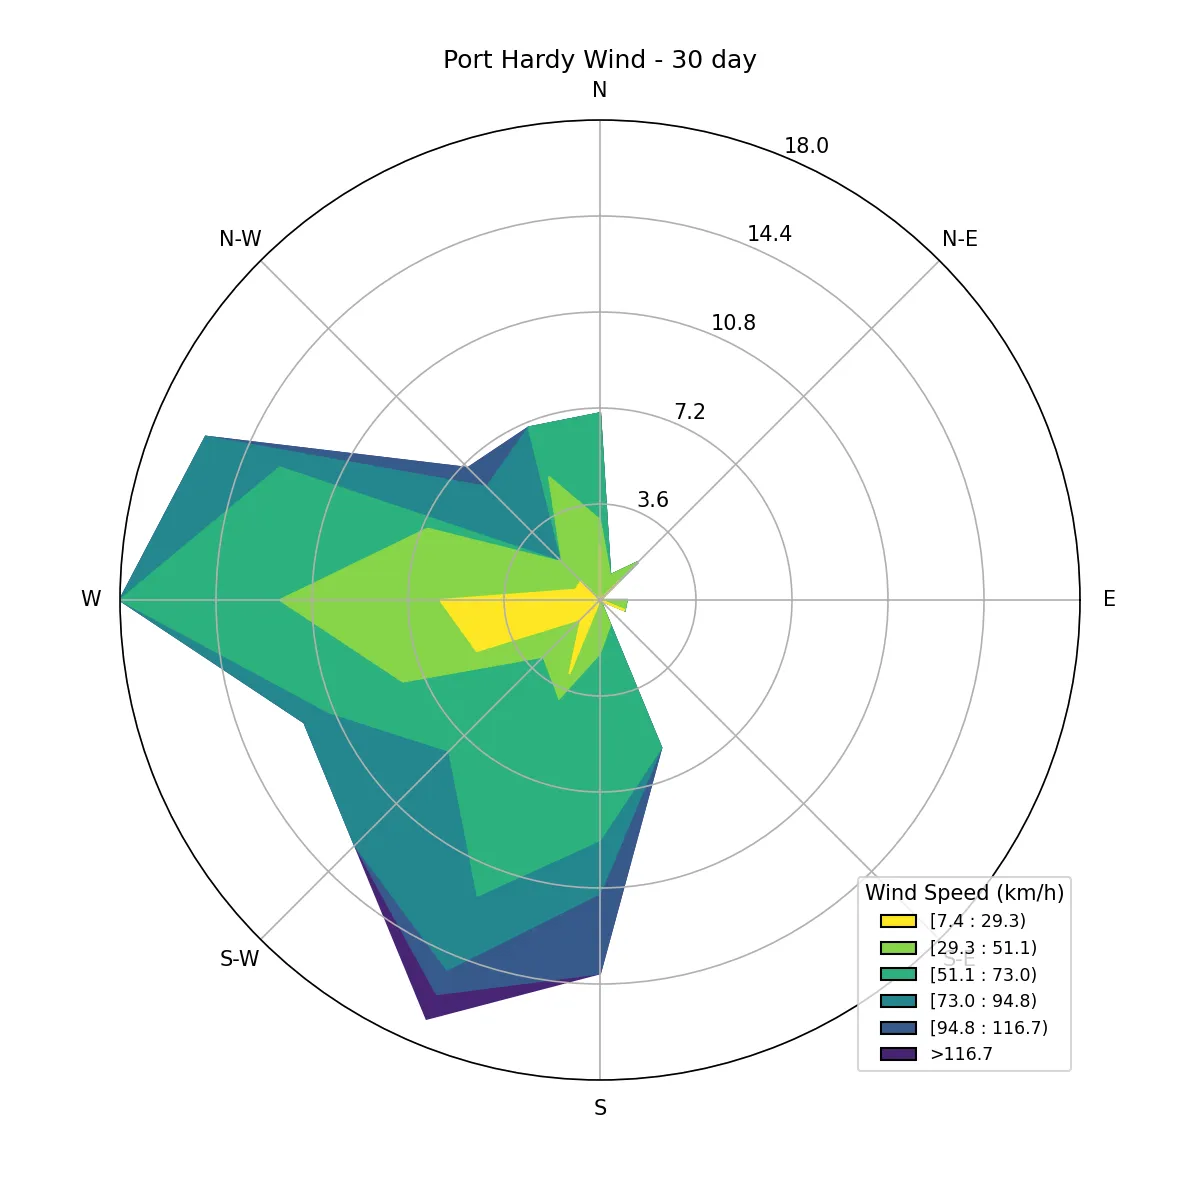 Port Hardy Wind - 30 day
N
18.0
14.4
N-W
N-E
10.8
7.2
3.6
W
E
Wind Speed (km/h)
[7.4 : 29.3)
[29.3 : 51.1)
S-W
S-E
[51.1 : 73.0)
[73.0 : 94.8)
[94.8 : 116.7)
>116.7
S